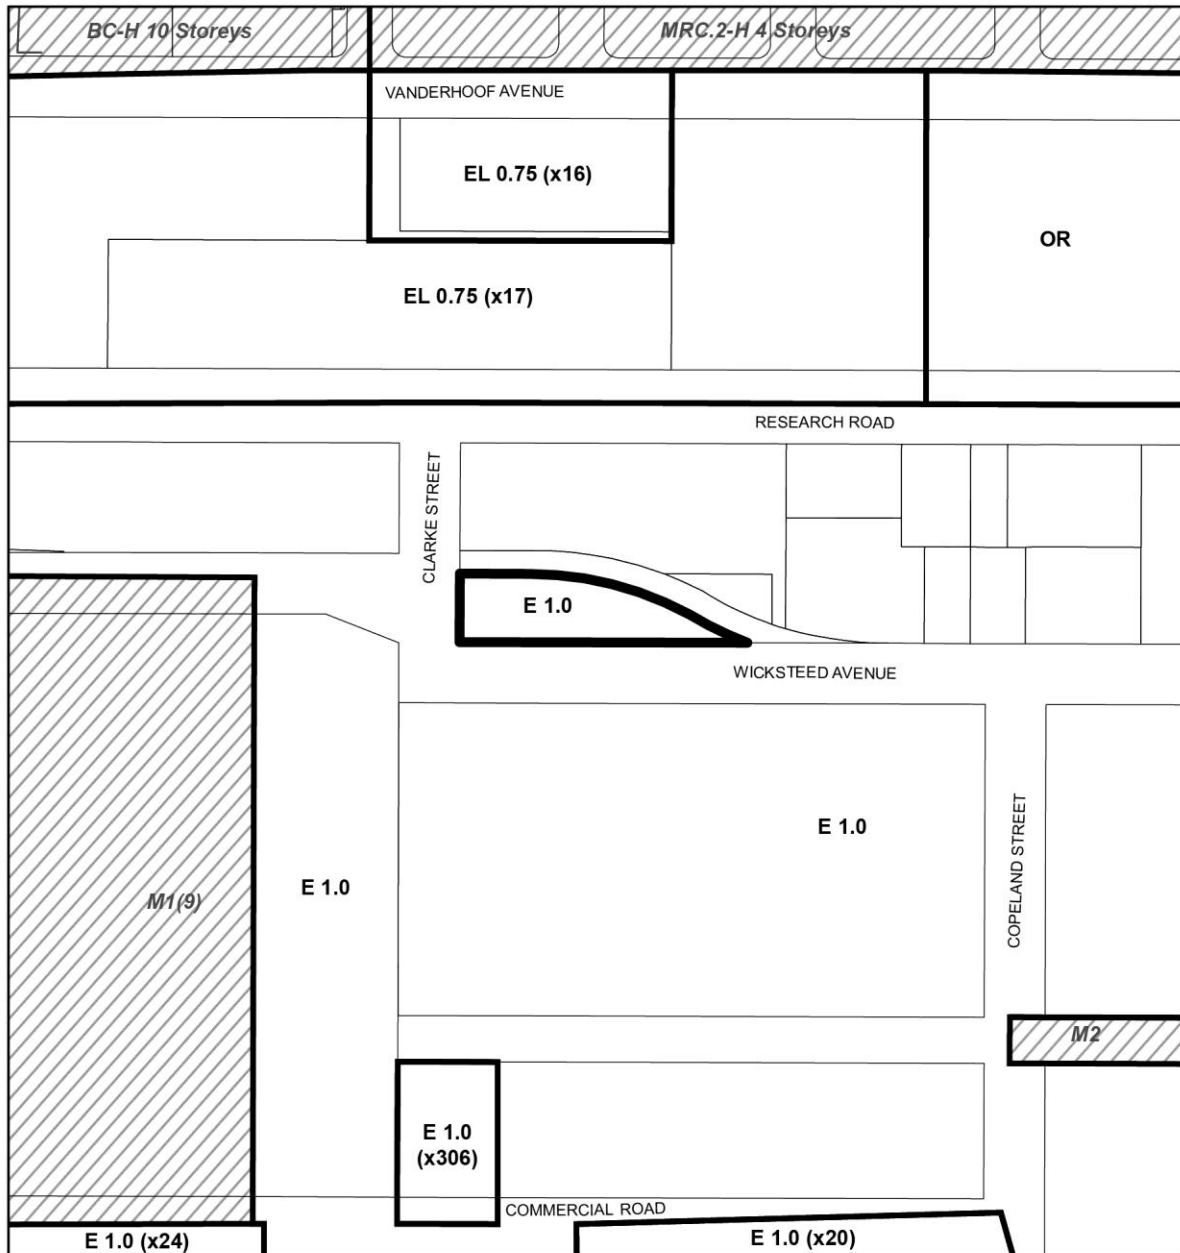 BC-H 10 Storeys
MRC.2-H 4 Storeys
VANDERHOOF AVENUE
EL 0.75 (x16)
OR
EL 0.75 (x17)
RESEARCH ROAD
CLARKE STREET
E 1.0
WICKSTEED AVENUE
E 1.0
COPELAND STREET
E 1.0
M1(9)
M2
E 1.0
(x306)
COMMERCIAL ROAD
E 1.0 (x24)
E 1.0 (x20)